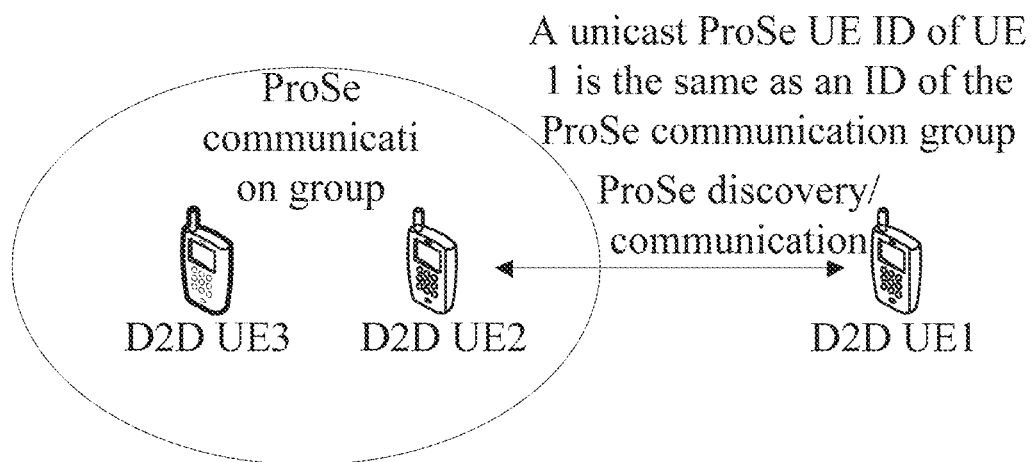 A unicast ProSe UE ID of UE
1 is the same as an ID of the
ProSe communication group
ProSe
communicati
on group
ProSe discovery/
communication
D2D UE3
D2D UE2
D2D UE1